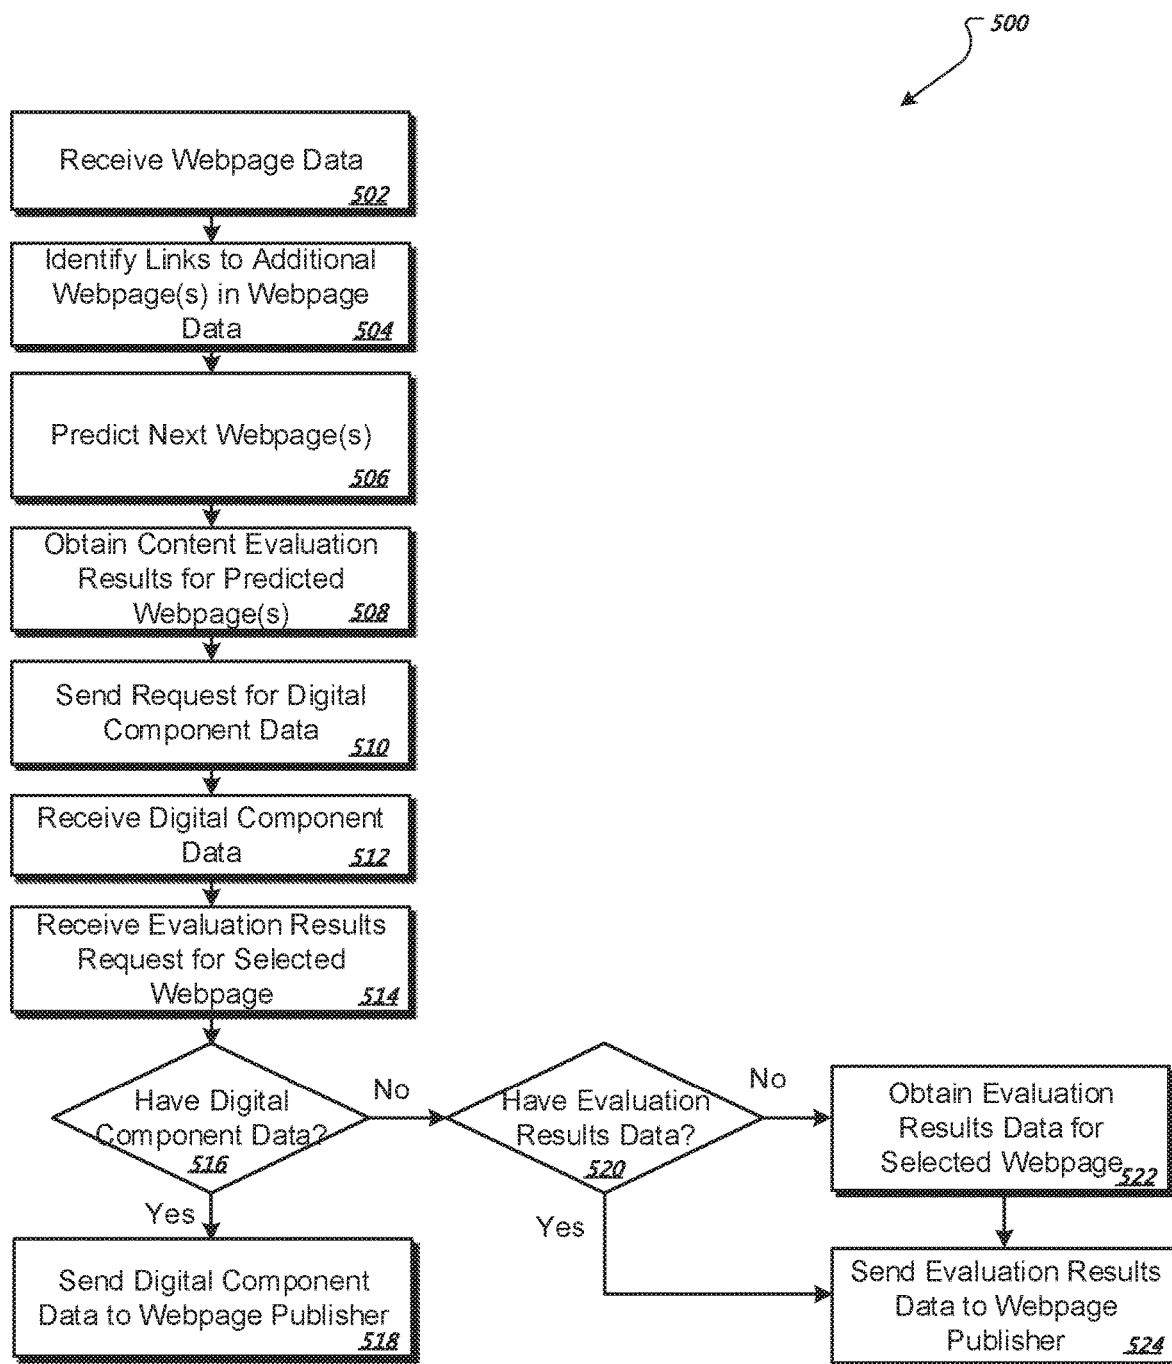 500
Receive Webpage Data
502
Identify Links to Additional
Webpage(s) in Webpage
Data
504
Predict Next Webpage(s)
506
Obtain Content Evaluation
Results for Predicted
Webpage(s)
508
Send Request for Digital
Component Data
510
Receive Digital Component
Data
512
Receive Evaluation Results
Request for Selected
Webpage
514
Have Digital
Component Data?
516
No
Yes
Send Digital Component
Data to Webpage Publisher
518
Have Evaluation
Results Data?
520
No
Yes
Obtain Evaluation
Results Data for
Selected Webpage
522
Send Evaluation Results
Data to Webpage
Publisher
524